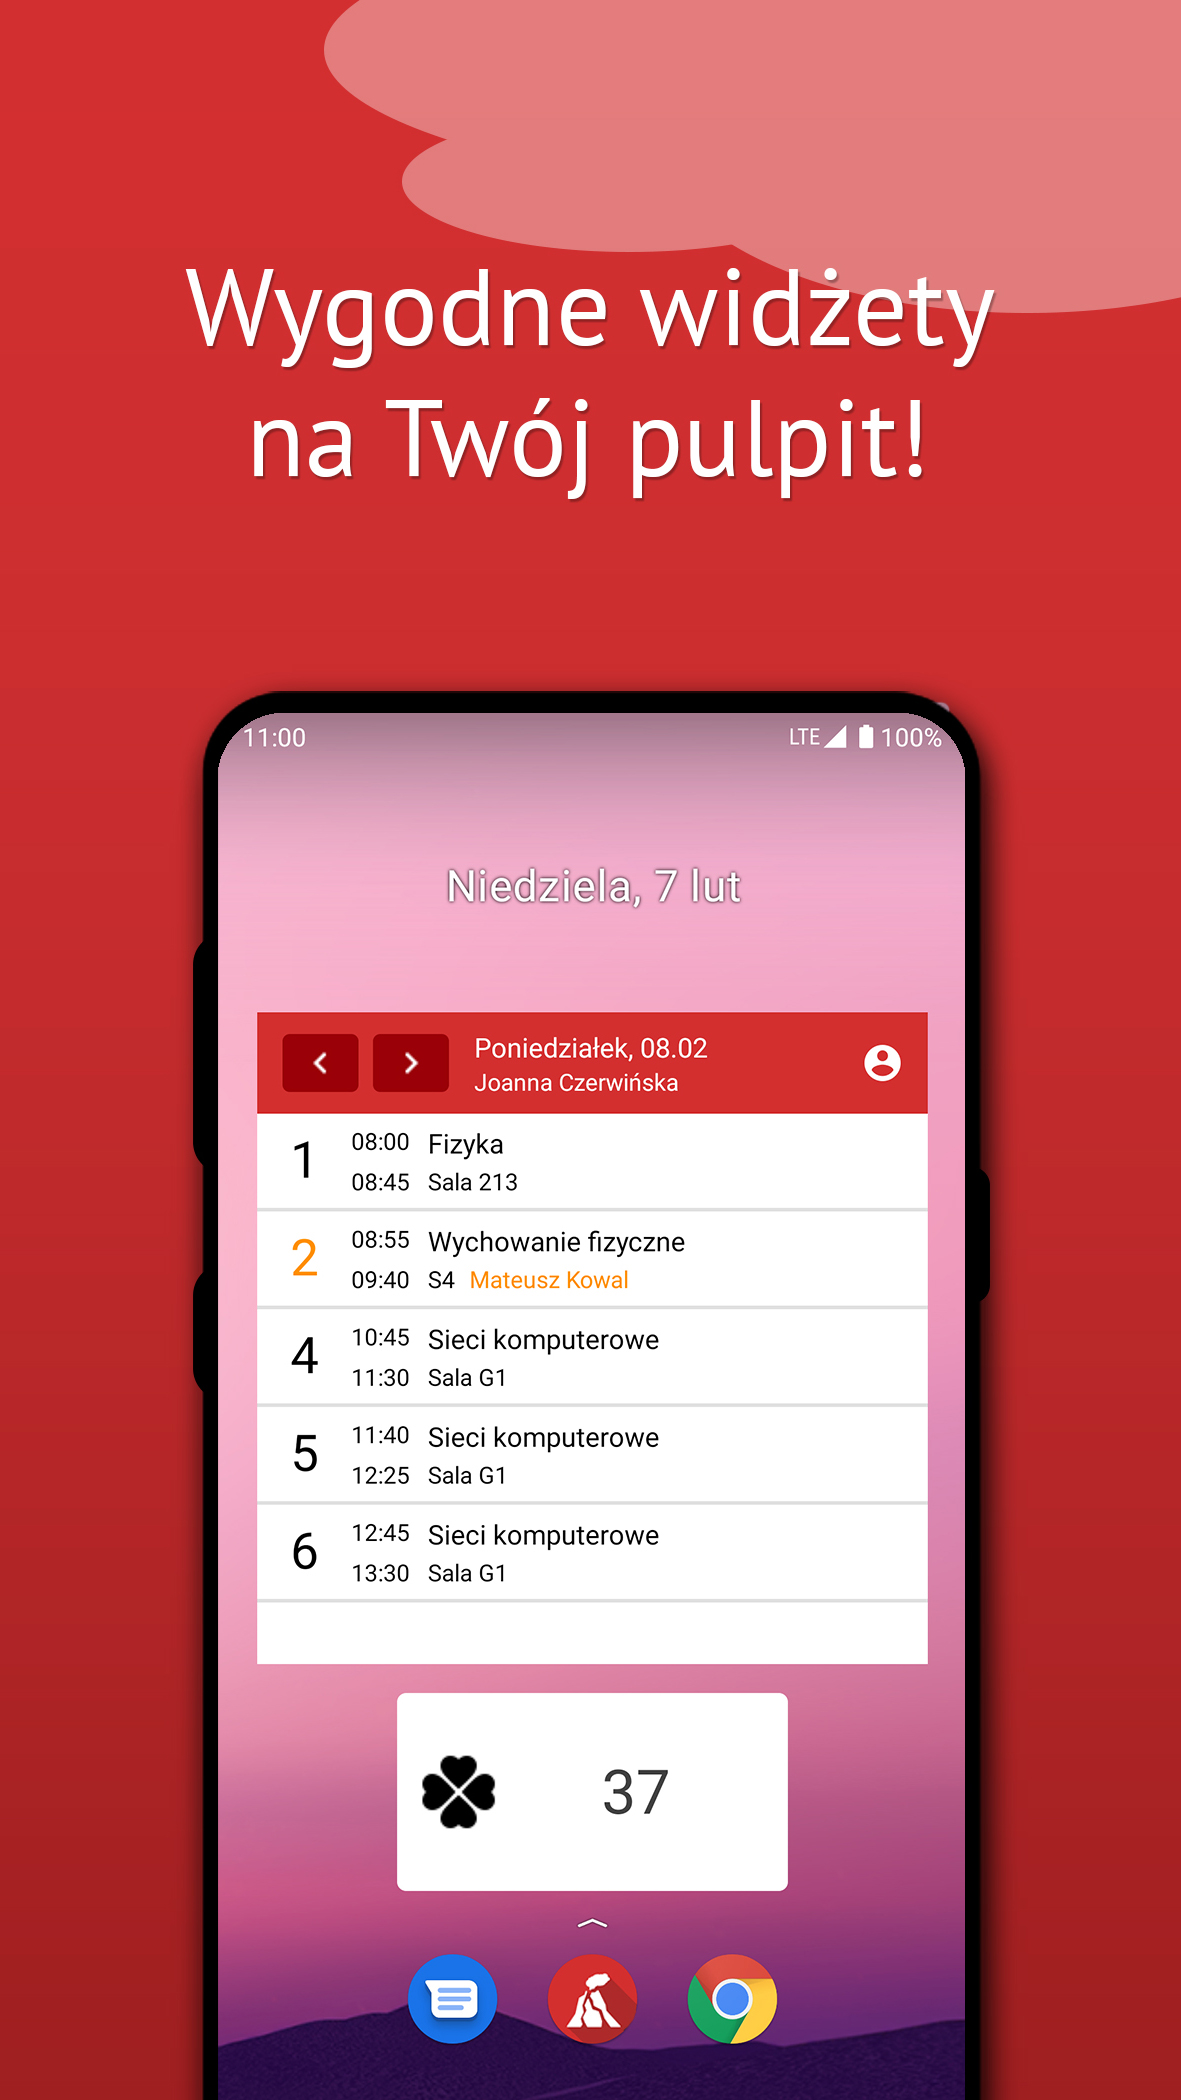 Wygodne widżety
na Twój pulpit!
11:00 LTE 100%
Niedziela, 7 lut
Poniedziałek, 08.02
Joanna Czerwińska
1 08:00 Fizyka
08:45 Sala 213
2 08:55 Wychowanie fizyczne
09:40 S4 Mateusz Kowal
4 10:45 Sieci komputerowe
11:30 Sala G1
5 11:40 Sieci komputerowe
12:25 Sala G1
6 12:45 Sieci komputerowe
13:30 Sala G1
37